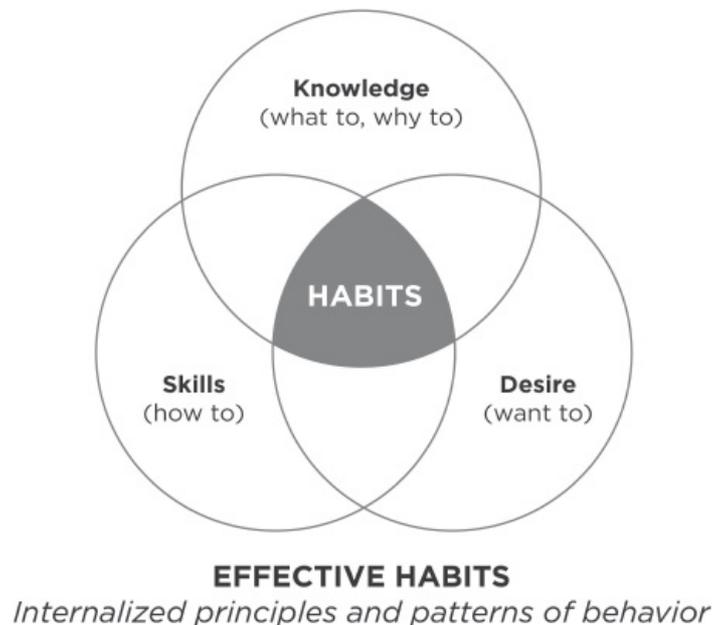 Knowledge
(what to, why to)
HABITS
Skills
(how to)
Desire
(want to)
EFFECTIVE HABITS
Internalized principles and patterns of behavior